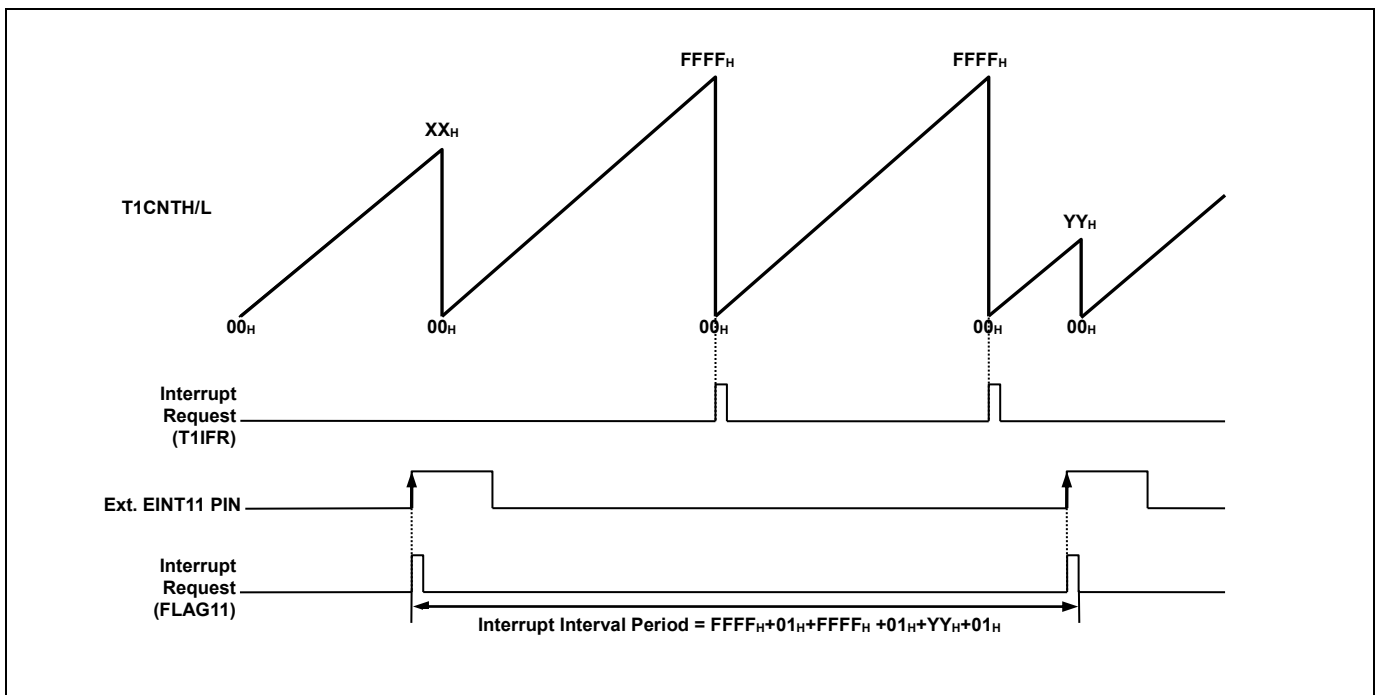 FFFFH
FFFFH
XXH
T1CNTH/L
YYH
00H
00H
00H
00H
00H
Interrupt
Request
(T1IFR)
Ext. EINT11 PIN
Interrupt
Request
(FLAG11)
Interrupt Interval Period = FFFFH+01H+FFFFH +01H+YYH+01H